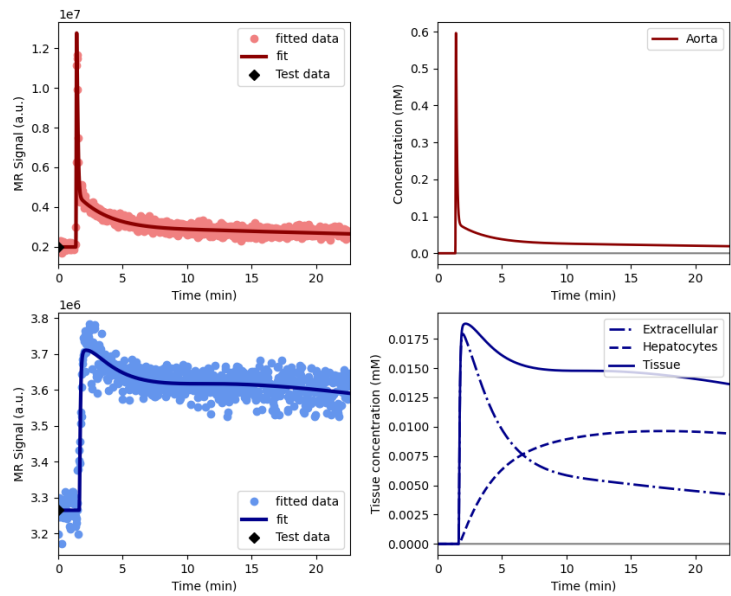 1e7
1.2
1.0
0.8
0.6
0.4
0.2
MR Signal (a.u.)
fitted data
fit
Test data
0 5 10 15 20
Time (min)
0.6
0.5
0.4
0.3
0.2
0.1
0.0
Concentration (mM)
Aorta
0 5 10 15 20
Time (min)
1e6
3.8
3.7
3.6
3.5
3.4
3.3
3.2
MR Signal (a.u.)
fitted data
fit
Test data
0 5 10 15 20
Time (min)
0.0175
0.0150
0.0125
0.0100
0.0075
0.0050
0.0025
0.0000
Tissue concentration (mM)
Extracellular
Hepatocytes
Tissue
0 5 10 15 20
Time (min)